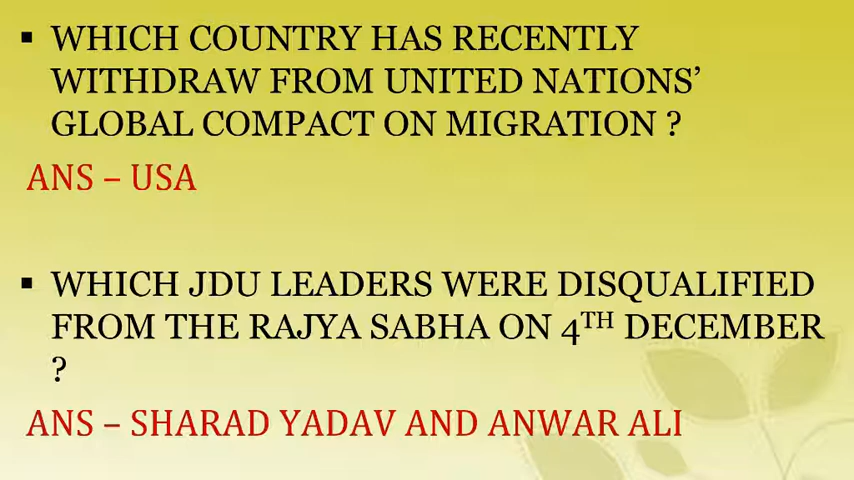 ▪ WHICH COUNTRY HAS RECENTLY
WITHDRAW FROM UNITED NATIONS’
GLOBAL COMPACT ON MIGRATION ?
ANS – USA
▪ WHICH JDU LEADERS WERE DISQUALIFIED
FROM THE RAJYA SABHA ON 4TH DECEMBER
?
ANS – SHARAD YADAV AND ANWAR ALI